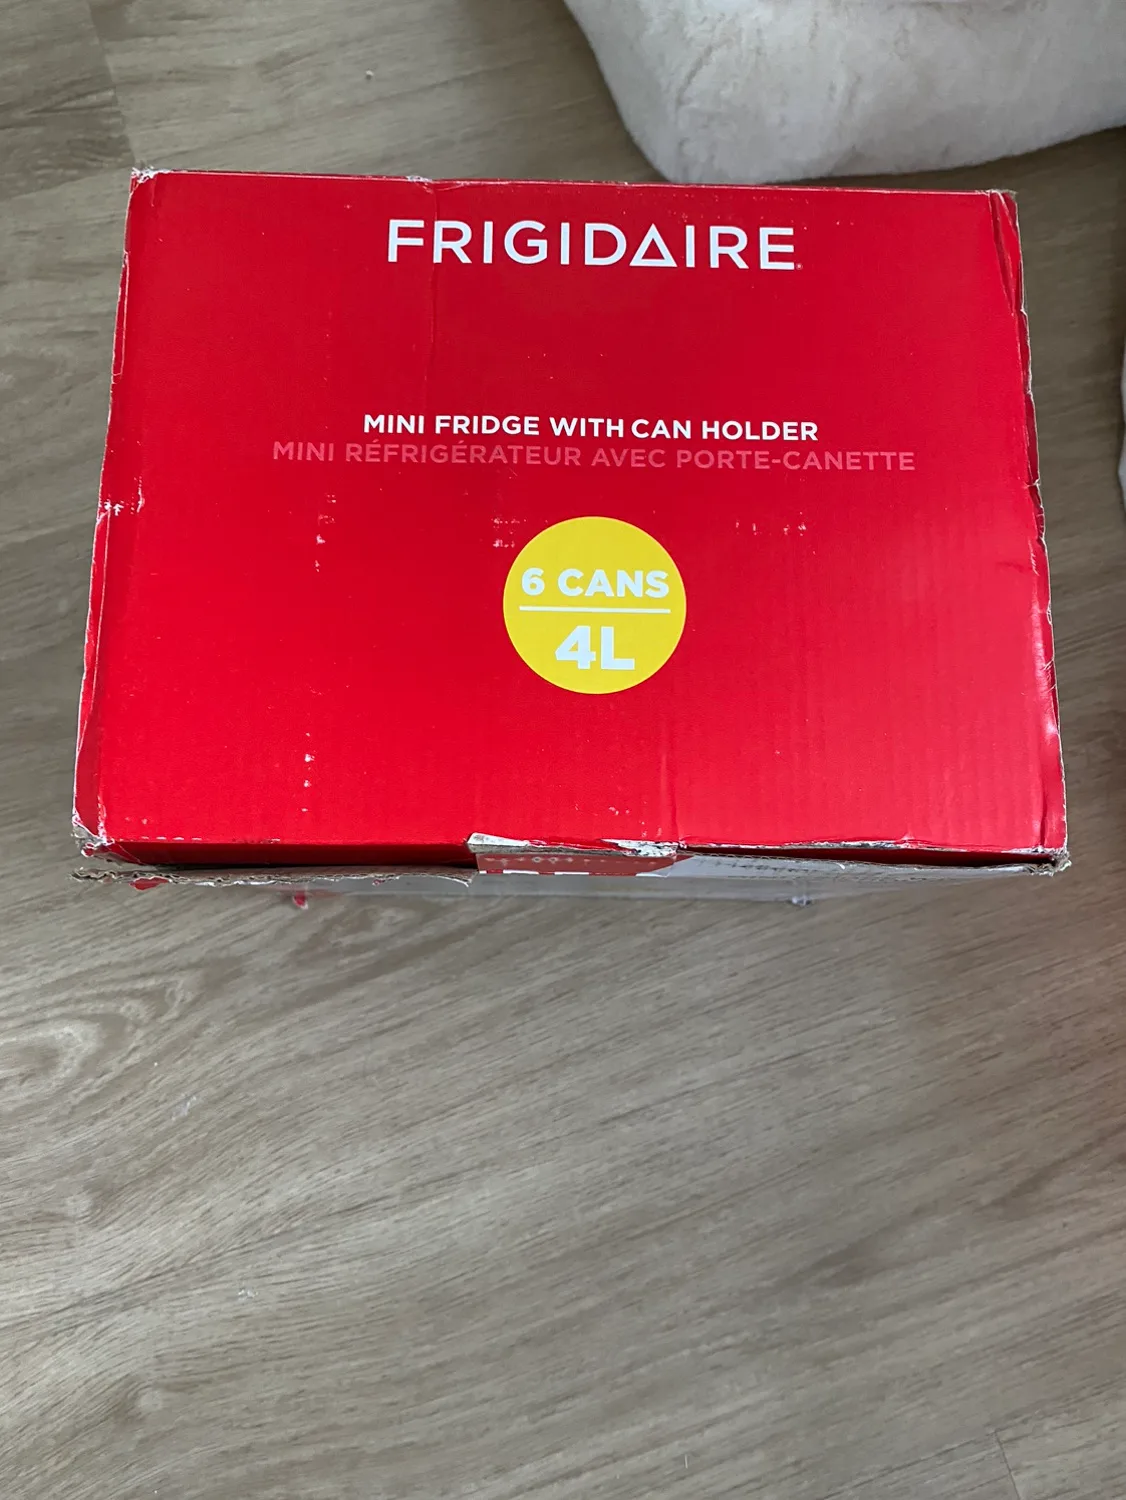 FRIGIDAIRE
MINI FRIDGE WITH CAN HOLDER
MINI RÉFRIGÉRATEUR AVEC PORTE-CANETTE
6 CANS
4L